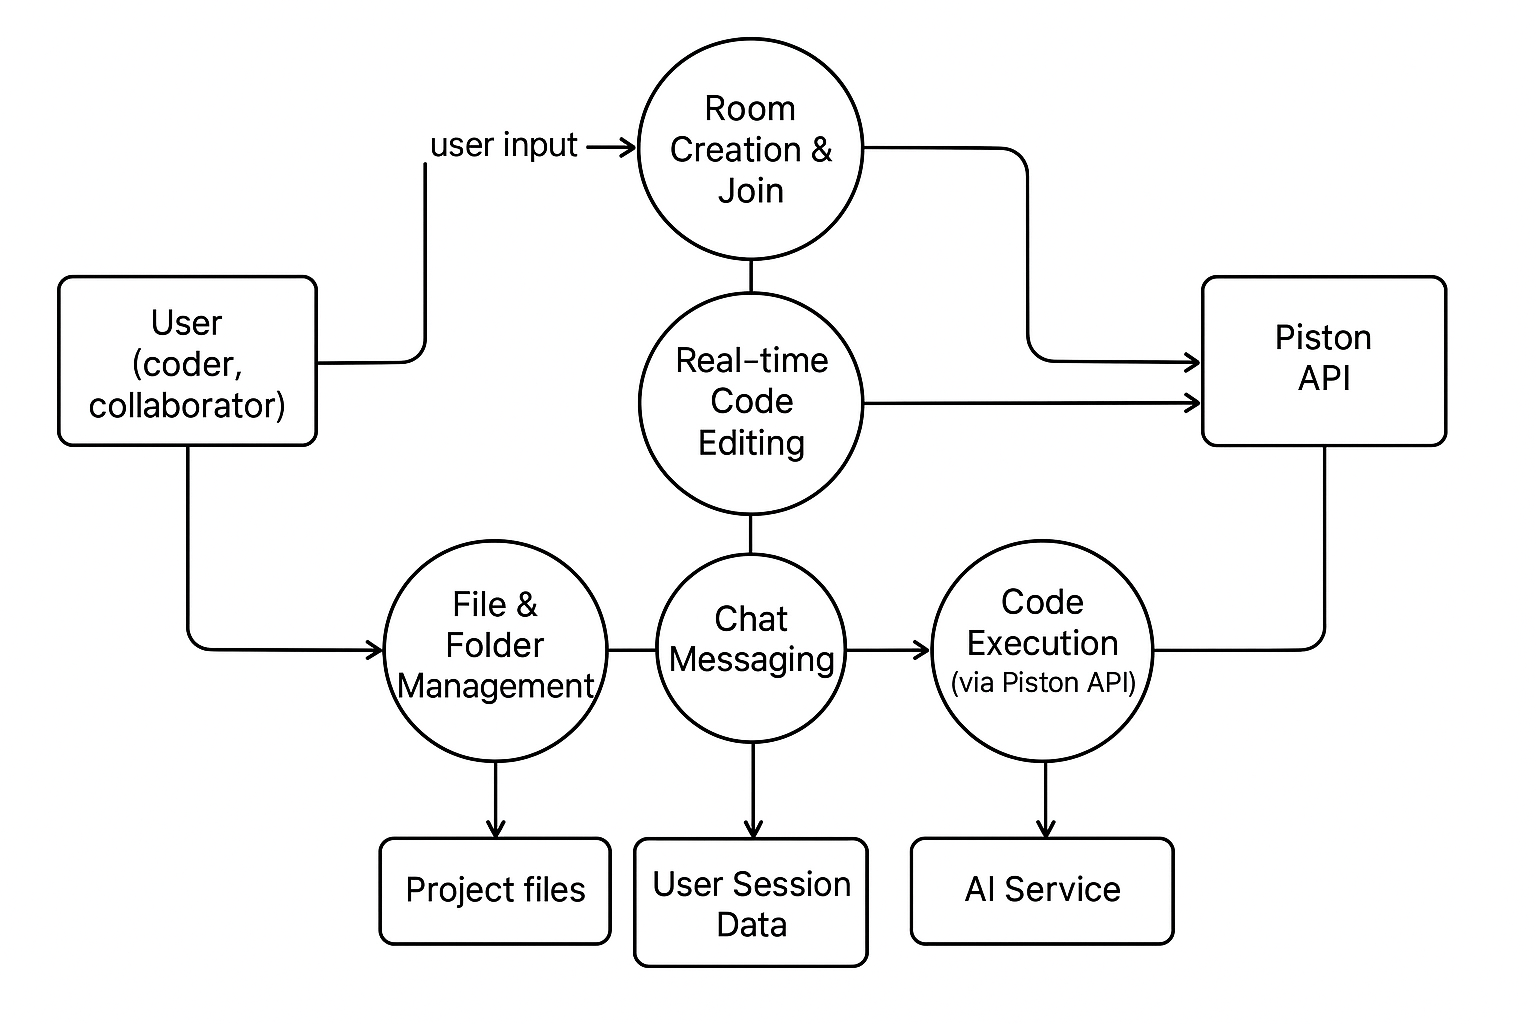 Room
Creation &
Join
user input
User
(coder,
collaborator)
Real-time
Code
Editing
Piston
API
File &
Folder
Management
Chat
Messaging
Code
Execution
(via Piston API)
Project files
User Session
Data
AI Service